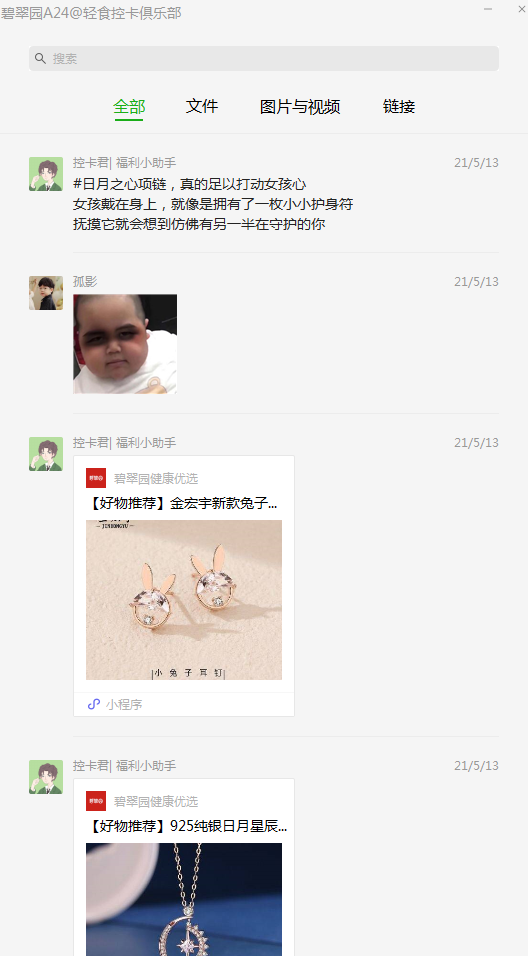 碧翠园A24@轻食控卡俱乐部
搜索
全部 文件 图片与视频 链接
控卡君| 福利小助手 21/5/13
#日月之心项链，真的足以打动女孩心
女孩戴在身上，就像是拥有了一枚小小护身符
抚摸它就会想到仿佛有另一半在守护的你
孤影 21/5/13
控卡君| 福利小助手 21/5/13
碧翠园健康优选
【好物推荐】金宏宇新款兔子...
JINHONGYU
小兔子耳钉
小程序
控卡君| 福利小助手 21/5/13
碧翠园健康优选
【好物推荐】925纯银日月星辰...